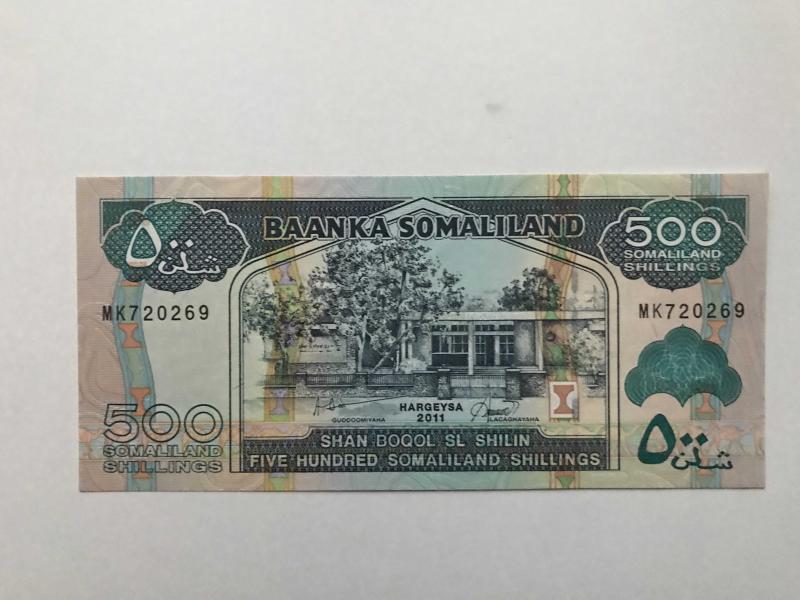 BAANKA SOMALILAND
٥٠٠
شلن
500
SOMALILAND
SHILLINGS
MK720269
MK720269
HARGEYSA
2011
GUDDOOMIYAHA
LACAGHAYAHA
500
SOMALILAND
SHILLINGS
SHAN BOQOL SL SHILIN
FIVE HUNDRED SOMALILAND SHILLINGS
٥٠٠
شلن